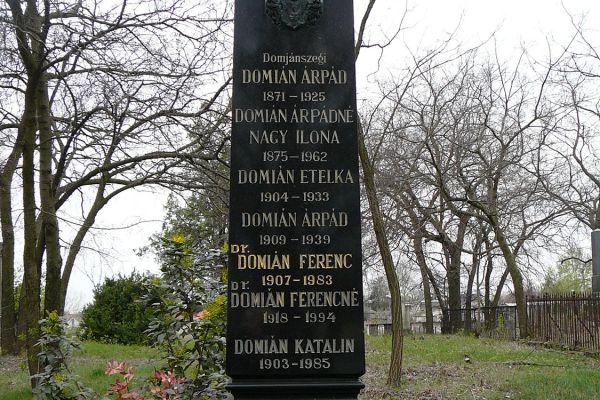 Domjánszegi
DOMIÁN ÁRPÁD
1871 – 1925
DOMIÁN ÁRPÁDNÉ
NAGY ILONA
1875 – 1962
DOMIÁN ETELKA
1904 – 1933
DOMIÁN ÁRPÁD
1909 – 1939
Dr.
DOMIÁN FERENC
1907 – 1983
Dr.
DOMIÁN FERENCNÉ
1918 – 1994
DOMIÁN KATALIN
1903 – 1985